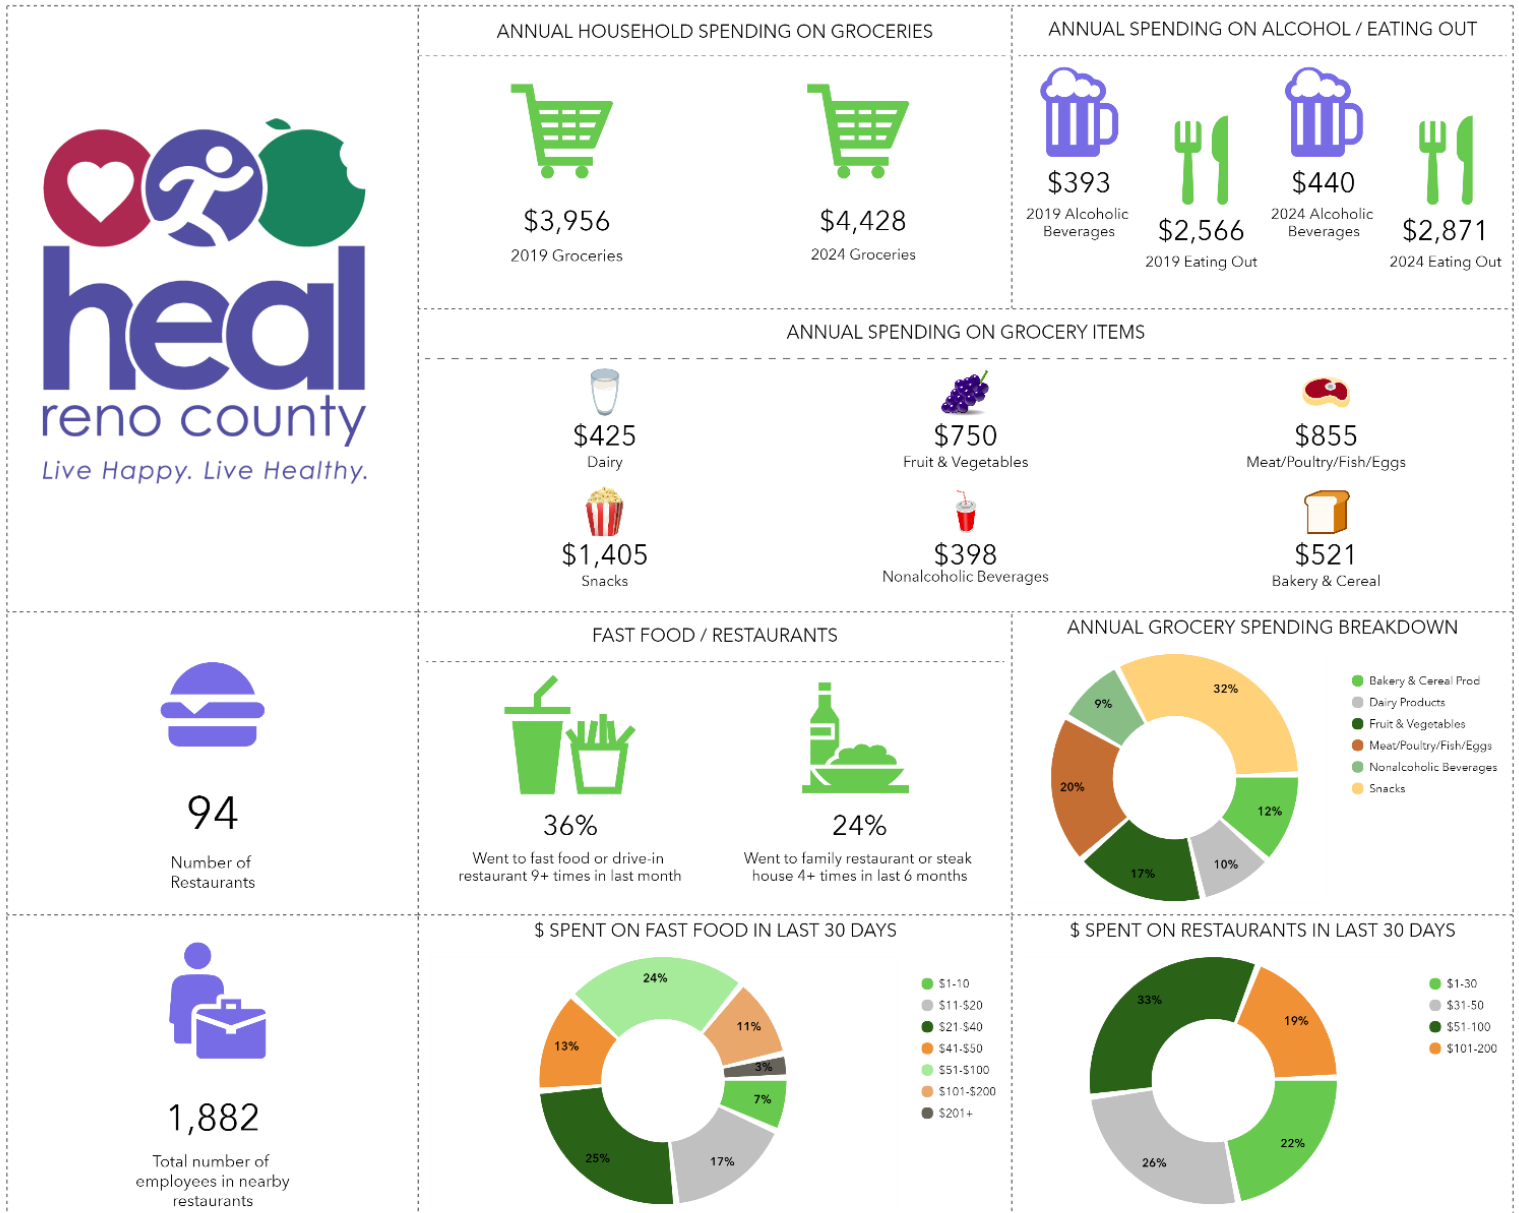 heal
reno county
Live Happy. Live Healthy.
ANNUAL HOUSEHOLD SPENDING ON GROCERIES
$3,956
2019 Groceries
$4,428
2024 Groceries
ANNUAL SPENDING ON ALCOHOL / EATING OUT
$393
2019 Alcoholic
Beverages
$2,566
2019 Eating Out
$440
2024 Alcoholic
Beverages
$2,871
2024 Eating Out
ANNUAL SPENDING ON GROCERY ITEMS
$425
Dairy
$750
Fruit & Vegetables
$855
Meat/Poultry/Fish/Eggs
$1,405
Snacks
$398
Nonalcoholic Beverages
$521
Bakery & Cereal
94
Number of
Restaurants
FAST FOOD / RESTAURANTS
36%
Went to fast food or drive-in
restaurant 9+ times in last month
24%
Went to family restaurant or steak
house 4+ times in last 6 months
ANNUAL GROCERY SPENDING BREAKDOWN
32%
9%
20%
12%
10%
17%
Bakery & Cereal Prod
Dairy Products
Fruit & Vegetables
Meat/Poultry/Fish/Eggs
Nonalcoholic Beverages
Snacks
1,882
Total number of
employees in nearby
restaurants
$ SPENT ON FAST FOOD IN LAST 30 DAYS
24%
11%
13%
3%
7%
25%
17%
$1-10
$11-$20
$21-$40
$41-$50
$51-$100
$101-$200
$201+
$ SPENT ON RESTAURANTS IN LAST 30 DAYS
33%
19%
22%
26%
$1-30
$31-50
$51-100
$101-200